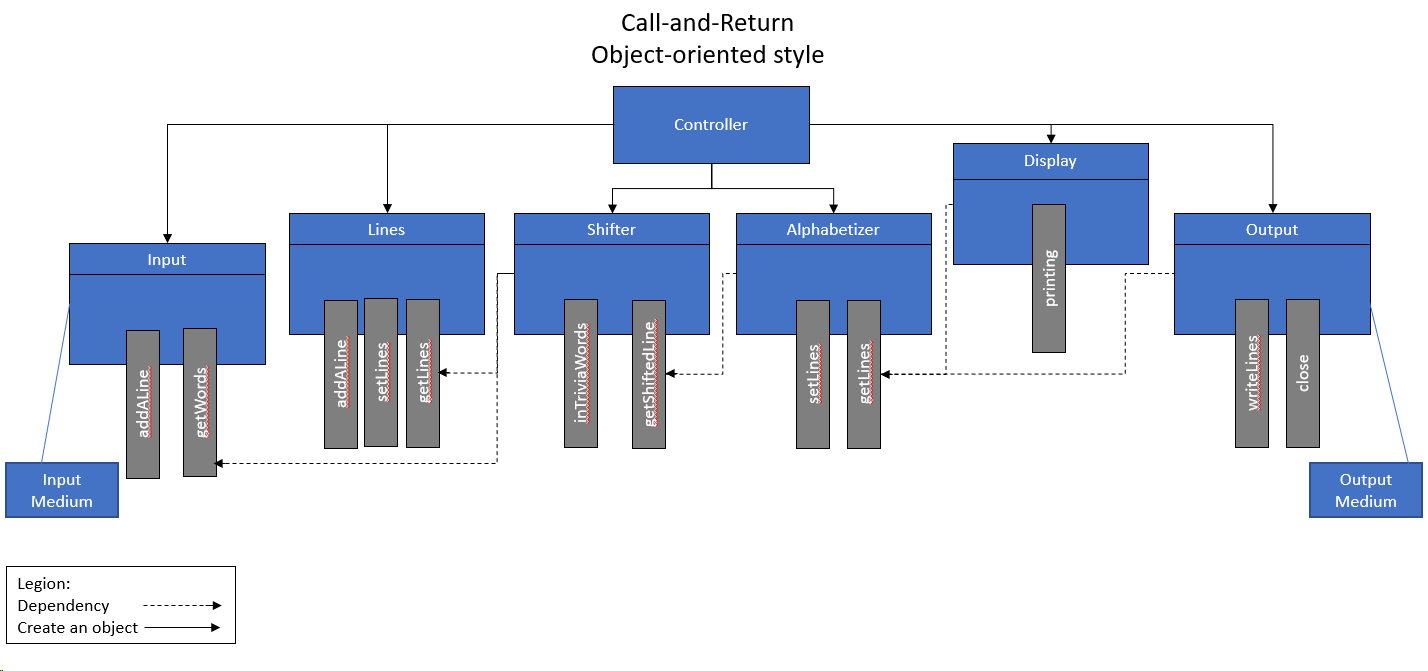 Call-and-Return
Object-oriented style
Controller
Display
printing
Lines
addALine
setLines
getLines
Shifter
inTriviaWords
getShiftedLine
Alphabetizer
setLines
getLines
Output
writeLines
close
Input
addALine
getWords
Input
Medium
Output
Medium
Legion:
Dependency
Create an object